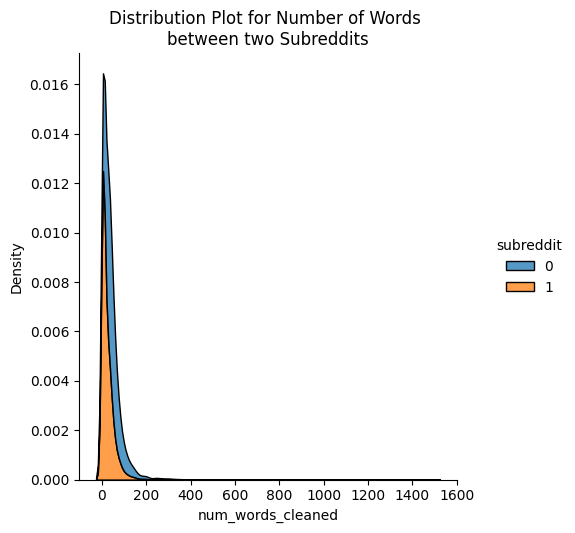 Distribution Plot for Number of Words
between two Subreddits
0.016
0.014
0.012
0.010
0.008
0.006
0.004
0.002
0.000
Density
0 200 400 600 800 1000 1200 1400 1600
num_words_cleaned
subreddit
0
1